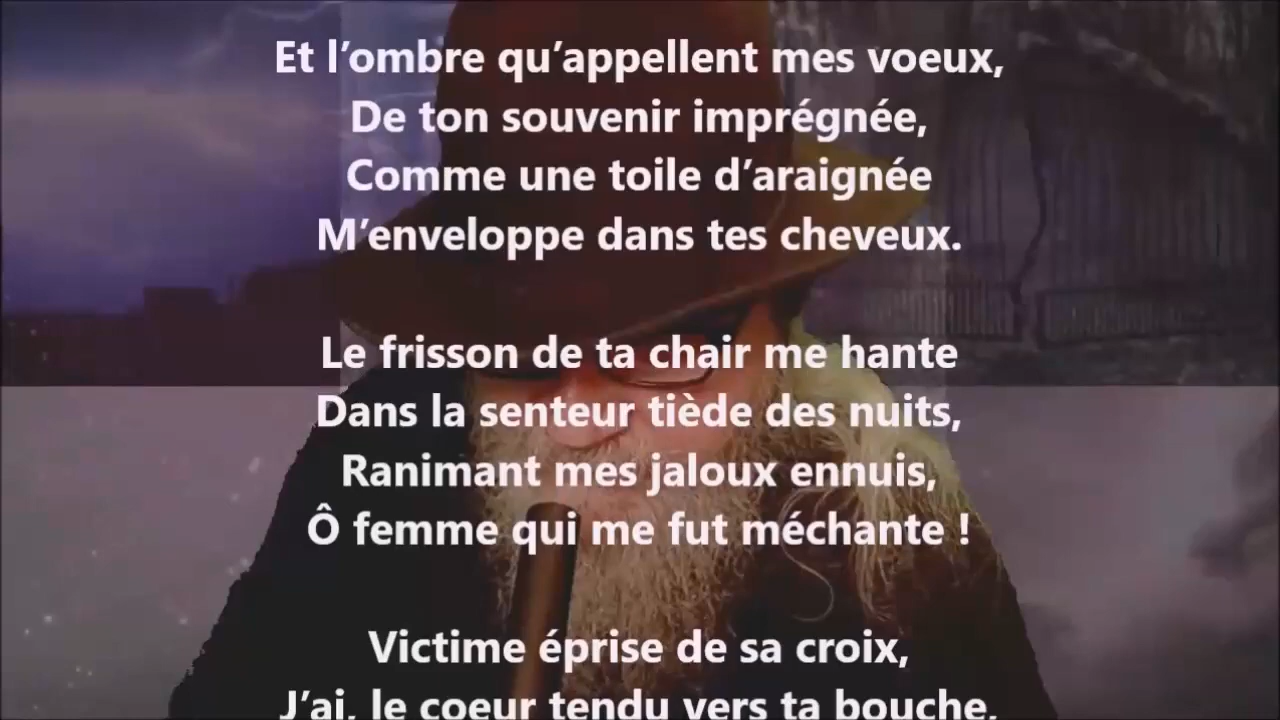 Et l’ombre qu’appellent mes voeux,
De ton souvenir imprégnée,
Comme une toile d’araignée
M’enveloppe dans tes cheveux.
Le frisson de ta chair me hante
Dans la senteur tiède des nuits,
Ranimant mes jaloux ennuis,
Ô femme qui me fut méchante !
Victime éprise de sa croix,
J’ai, le coeur tendu vers ta bouche,